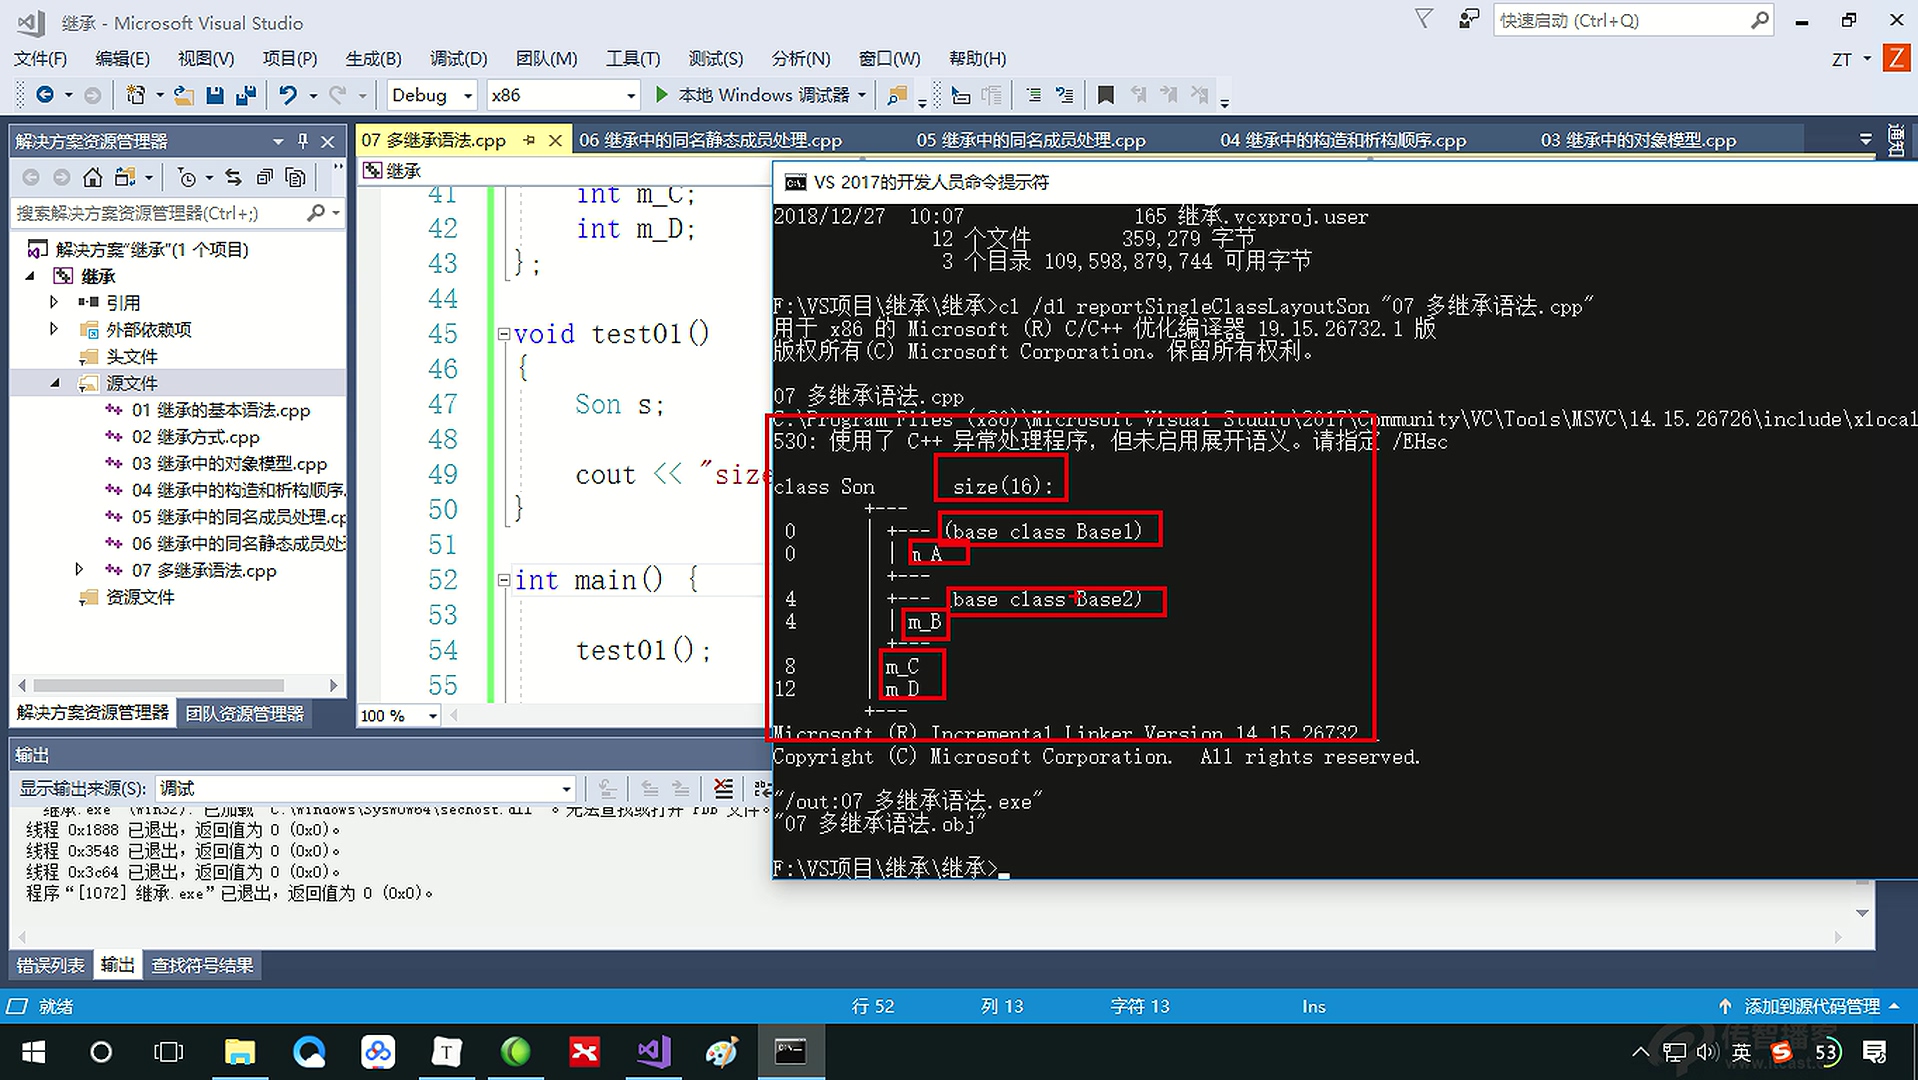 继承 - Microsoft Visual Studio
快速启动 (Ctrl+Q)
文件(F) 编辑(E) 视图(V) 项目(P) 生成(B) 调试(D) 团队(M) 工具(T) 测试(S) 分析(N) 窗口(W) 帮助(H)
ZT Z
Debug x86 本地 Windows 调试器
解决方案资源管理器
搜索解决方案资源管理器(Ctrl+;)
解决方案"继承"(1 个项目)
继承
引用
外部依赖项
头文件
源文件
01 继承的基本语法.cpp
02 继承方式.cpp
03 继承中的对象模型.cpp
04 继承中的构造和析构顺序.
05 继承中的同名成员处理.cp
06 继承中的同名静态成员处
07 多继承语法.cpp
资源文件
解决方案资源管理器 团队资源管理器
07 多继承语法.cpp 06 继承中的同名静态成员处理.cpp 05 继承中的同名成员处理.cpp 04 继承中的构造和析构顺序.cpp 03 继承中的对象模型.cpp
通知
继承
41 int m_C;
42 int m_D;
43 };
44
45 void test01()
46 {
47 Son s;
48
49 cout << "size
50 }
51
52 int main() {
53
54 test01();
55
100 %
VS 2017的开发人员命令提示符
2018/12/27 10:07 165 继承.vcxproj.user
12 个文件 359,279 字节
3 个目录 109,598,879,744 可用字节
F:\VS项目\继承\继承>cl /d1 reportSingleClassLayoutSon "07 多继承语法.cpp"
用于 x86 的 Microsoft (R) C/C++ 优化编译器 19.15.26732.1 版
版权所有(C) Microsoft Corporation。保留所有权利。
07 多继承语法.cpp
C:\Program Files (x86)\Microsoft Visual Studio\2017\Community\VC\Tools\MSVC\14.15.26726\include\xlocal
530: 使用了 C++ 异常处理程序，但未启用展开语义。请指定 /EHsc
class Son size(16):
+---
0 | +--- (base class Base1)
0 | | m_A
| +---
4 | +--- (base class Base2)
4 | | m_B
| +---
8 | m_C
12 | m_D
+---
Microsoft (R) Incremental Linker Version 14.15.26732.
Copyright (C) Microsoft Corporation. All rights reserved.
"/out:07 多继承语法.exe"
"07 多继承语法.obj"
F:\VS项目\继承\继承>
输出
显示输出来源(S): 调试
"继承.exe" (Win32): 已加载 "C:\Windows\SysWOW64\sechost.dll"。无法查找或打开 PDB 文件。
线程 0x1888 已退出，返回值为 0 (0x0)。
线程 0x3548 已退出，返回值为 0 (0x0)。
线程 0x3c64 已退出，返回值为 0 (0x0)。
程序"[1072] 继承.exe"已退出，返回值为 0 (0x0)。
错误列表 输出 查找符号结果
就绪 行 52 列 13 字符 13 Ins 添加到源代码管理
英 53
传智播客
www.itcast.cn